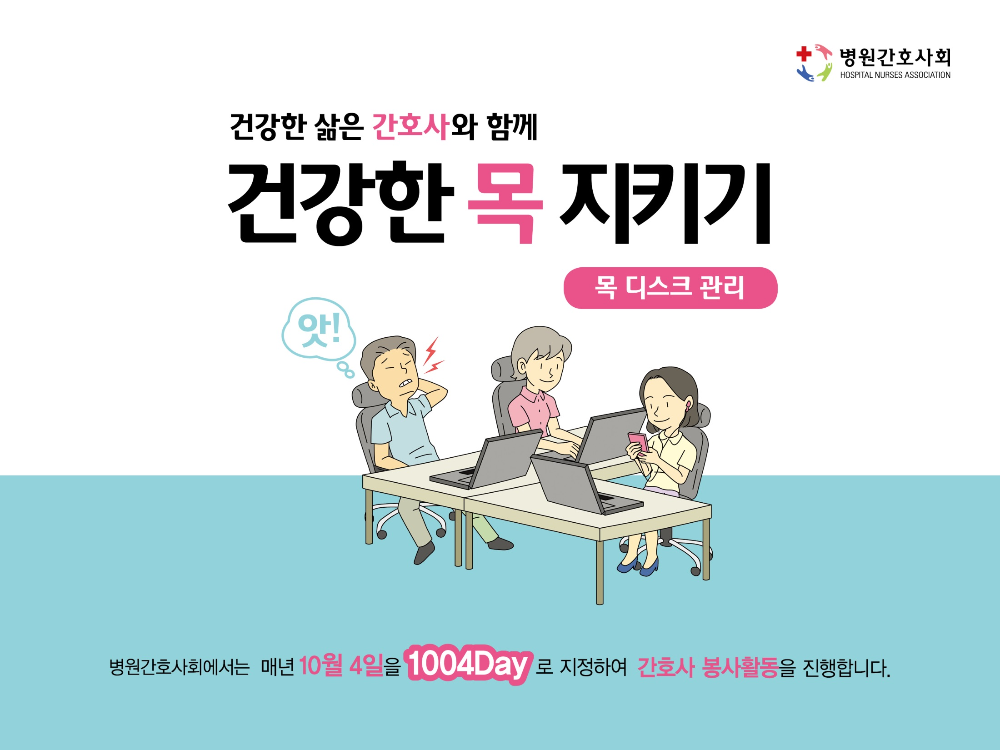 병원간호사회
HOSPITAL NURSES ASSOCIATION
건강한 삶은 간호사와 함께
건강한 목 지키기
목 디스크 관리
앗!
병원간호사회에서는 매년 10월 4일을 1004Day로 지정하여 간호사 봉사활동을 진행합니다.